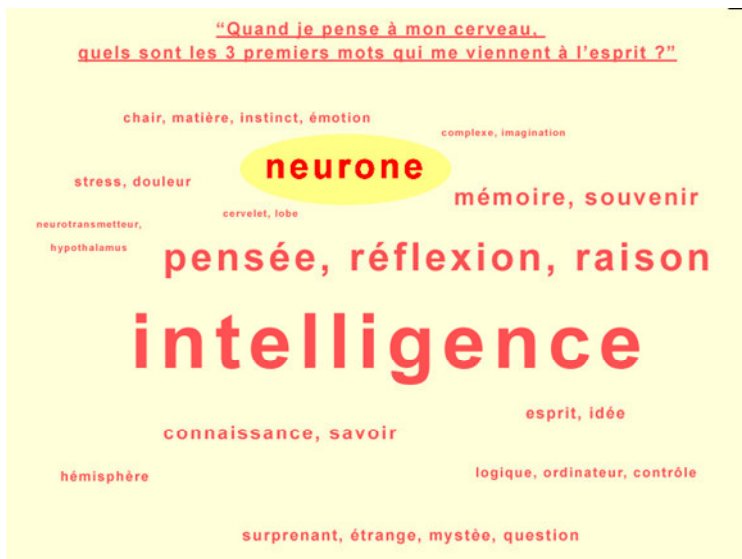 “Quand je pense à mon cerveau,
quels sont les 3 premiers mots qui me viennent à l’esprit ?”
chair, matière, instinct, émotion
complexe, imagination
neurone
stress, douleur
mémoire, souvenir
cervelet, lobe
neurotransmetteur,
hypothalamus
pensée, réflexion, raison
intelligence
esprit, idée
connaissance, savoir
hémisphère
logique, ordinateur, contrôle
surprenant, étrange, mystèe, question